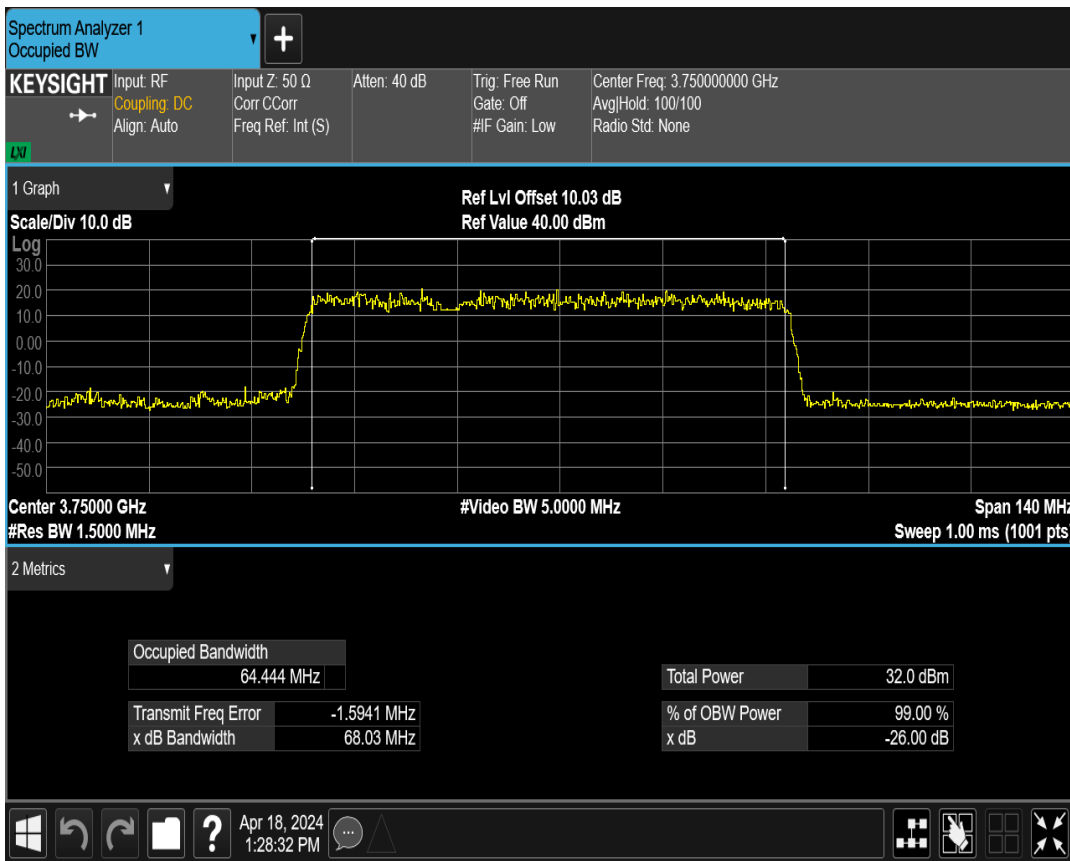 Spectrum Analyzer 1
Occupied BW
+
KEYSIGHT
LXI
Input: RF
Coupling: DC
Align: Auto
Input Z: 50 Ω
Corr CCorr
Freq Ref: Int (S)
Atten: 40 dB
Trig: Free Run
Gate: Off
#IF Gain: Low
Center Freq: 3.750000000 GHz
Avg|Hold: 100/100
Radio Std: None
1 Graph
Scale/Div 10.0 dB
Ref Lvl Offset 10.03 dB
Ref Value 40.00 dBm
Log
30.0
20.0
10.0
0.00
-10.0
-20.0
-30.0
-40.0
-50.0
Center 3.75000 GHz
#Res BW 1.5000 MHz
#Video BW 5.0000 MHz
Span 140 MHz
Sweep 1.00 ms (1001 pts)
2 Metrics
Occupied Bandwidth
64.444 MHz
Transmit Freq Error -1.5941 MHz
x dB Bandwidth 68.03 MHz
Total Power 32.0 dBm
% of OBW Power 99.00 %
x dB -26.00 dB
?
Apr 18, 2024
1:28:32 PM